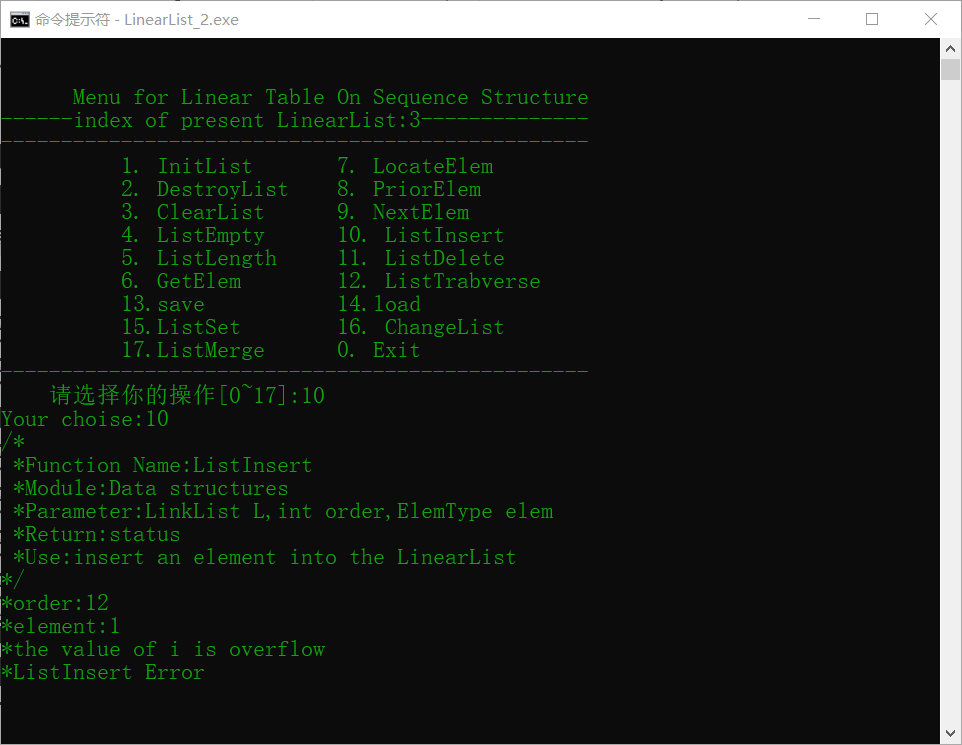 命令提示符 - LinearList_2.exe
Menu for Linear Table On Sequence Structure
------index of present LinearList:3--------------
-------------------------------------------------
1. InitList 7. LocateElem
2. DestroyList 8. PriorElem
3. ClearList 9. NextElem
4. ListEmpty 10. ListInsert
5. ListLength 11. ListDelete
6. GetElem 12. ListTrabverse
13.save 14.load
15.ListSet 16. ChangeList
17.ListMerge 0. Exit
-------------------------------------------------
请选择你的操作[0~17]:10
Your choise:10
/*
*Function Name:ListInsert
*Module:Data structures
*Parameter:LinkList L,int order,ElemType elem
*Return:status
*Use:insert an element into the LinearList
*/
*order:12
*element:1
*the value of i is overflow
*ListInsert Error